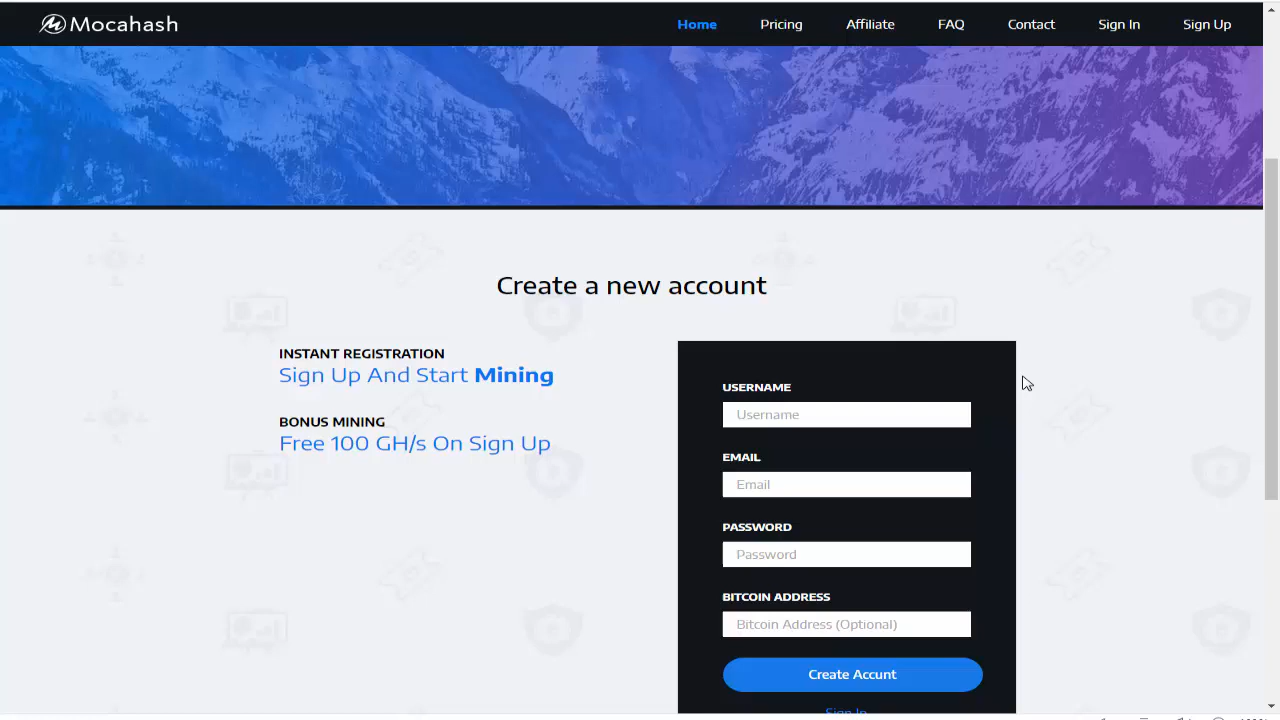 Mocahash
Home Pricing Affiliate FAQ Contact Sign In Sign Up
Create a new account
INSTANT REGISTRATION
Sign Up And Start Mining
BONUS MINING
Free 100 GH/s On Sign Up
USERNAME
Username
EMAIL
Email
PASSWORD
Password
BITCOIN ADDRESS
Bitcoin Address (Optional)
Create Accunt
Sign In